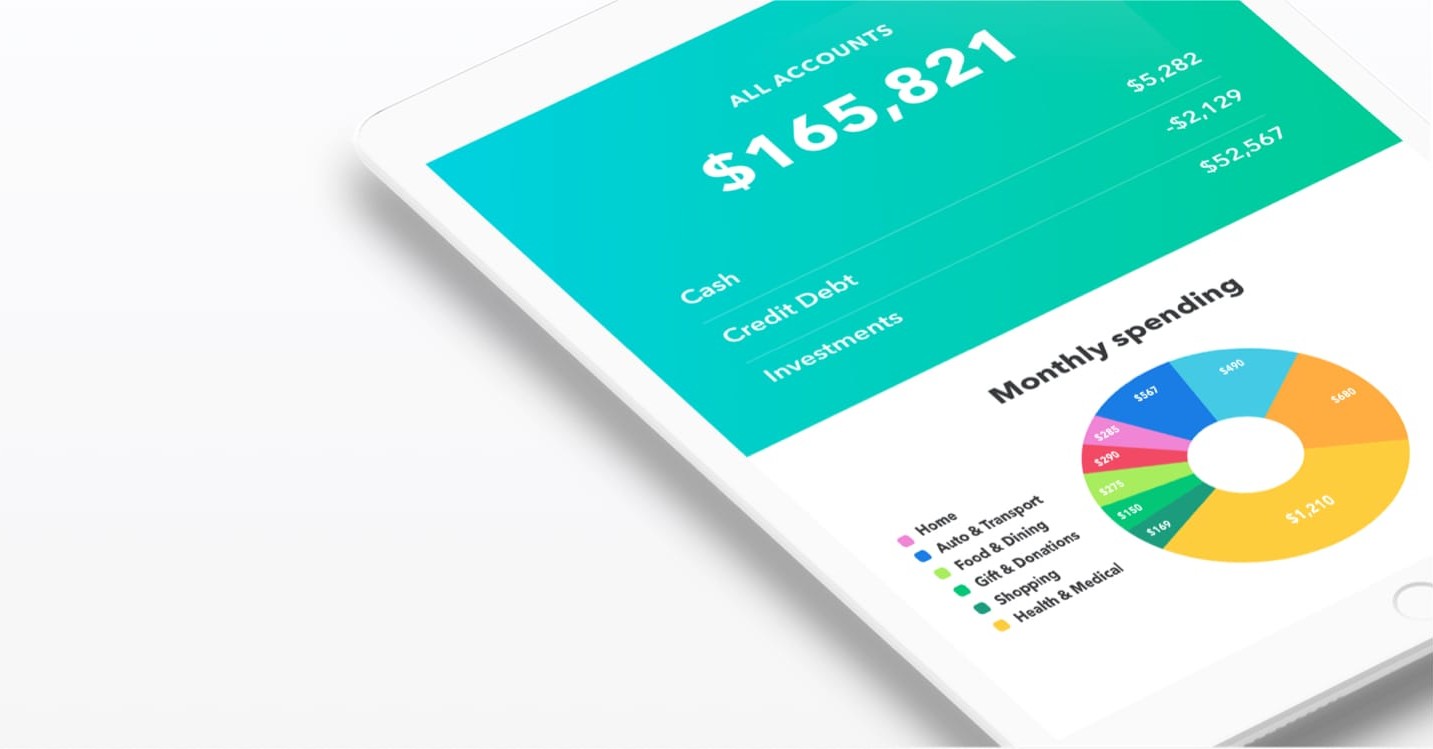 ALL ACCOUNTS
$165,821
Cash $5,282
Credit Debt -$2,129
Investments $52,567
Monthly spending
$490
$567
$680
$285
$290
$275
$150
$169
$1,210
Home
Auto & Transport
Food & Dining
Gift & Donations
Shopping
Health & Medical